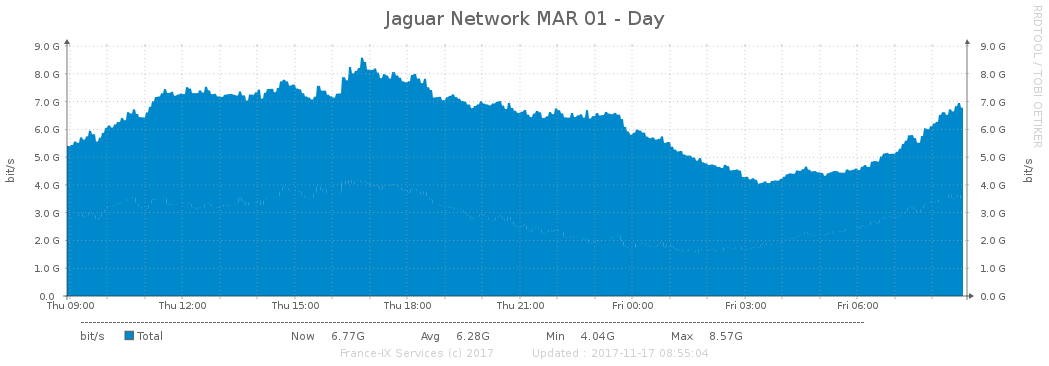 Jaguar Network MAR 01 - Day
RRDTOOL / TOBI OETIKER
bit/s
9.0 G
8.0 G
7.0 G
6.0 G
5.0 G
4.0 G
3.0 G
2.0 G
1.0 G
0.0
9.0 G
8.0 G
7.0 G
6.0 G
5.0 G
4.0 G
3.0 G
2.0 G
1.0 G
0.0 G
bit/s
Thu 09:00 Thu 12:00 Thu 15:00 Thu 18:00 Thu 21:00 Fri 00:00 Fri 03:00 Fri 06:00
bit/s Total Now 6.77G Avg 6.28G Min 4.04G Max 8.57G
France-IX Services (c) 2017 Updated : 2017-11-17 08:55:04